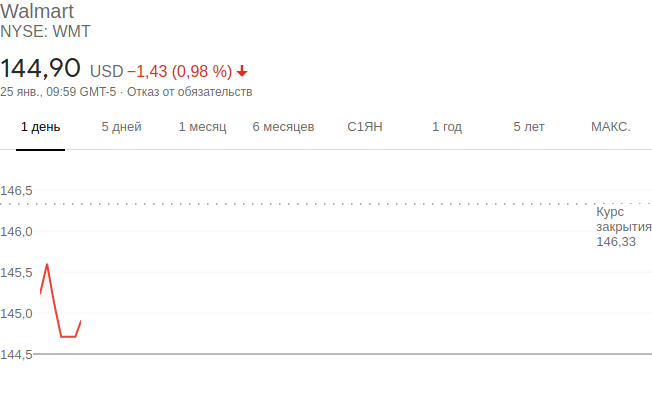 Walmart
NYSE: WMT
144,90 USD −1,43 (0,98 %)
25 янв., 09:59 GMT-5 · Отказ от обязательств
1 день 5 дней 1 месяц 6 месяцев С1ЯН 1 год 5 лет МАКС.
146,5
Курс
закрытия
146,33
146,0
145,5
145,0
144,5